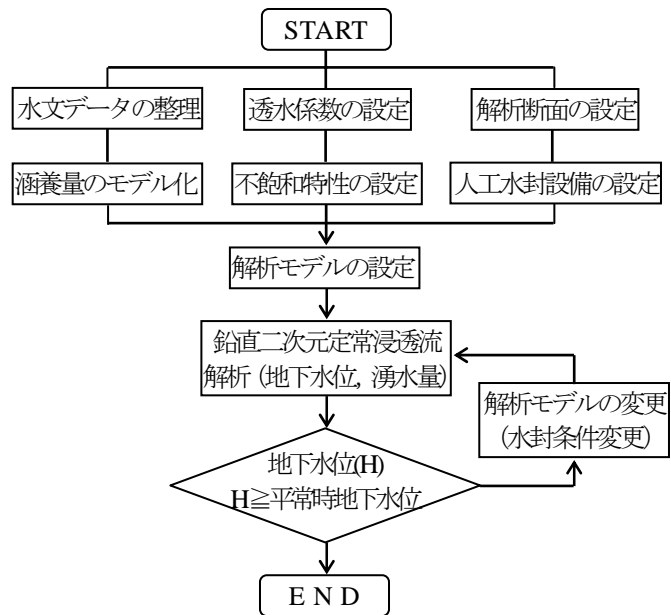 START
水文データの整理
透水係数の設定
解析断面の設定
涵養量のモデル化
不飽和特性の設定
人工水封設備の設定
解析モデルの設定
鉛直二次元定常浸透流
解析（地下水位，湧水量）
解析モデルの変更
（水封条件変更）
地下水位(H)
H≧平常時地下水位
E N D